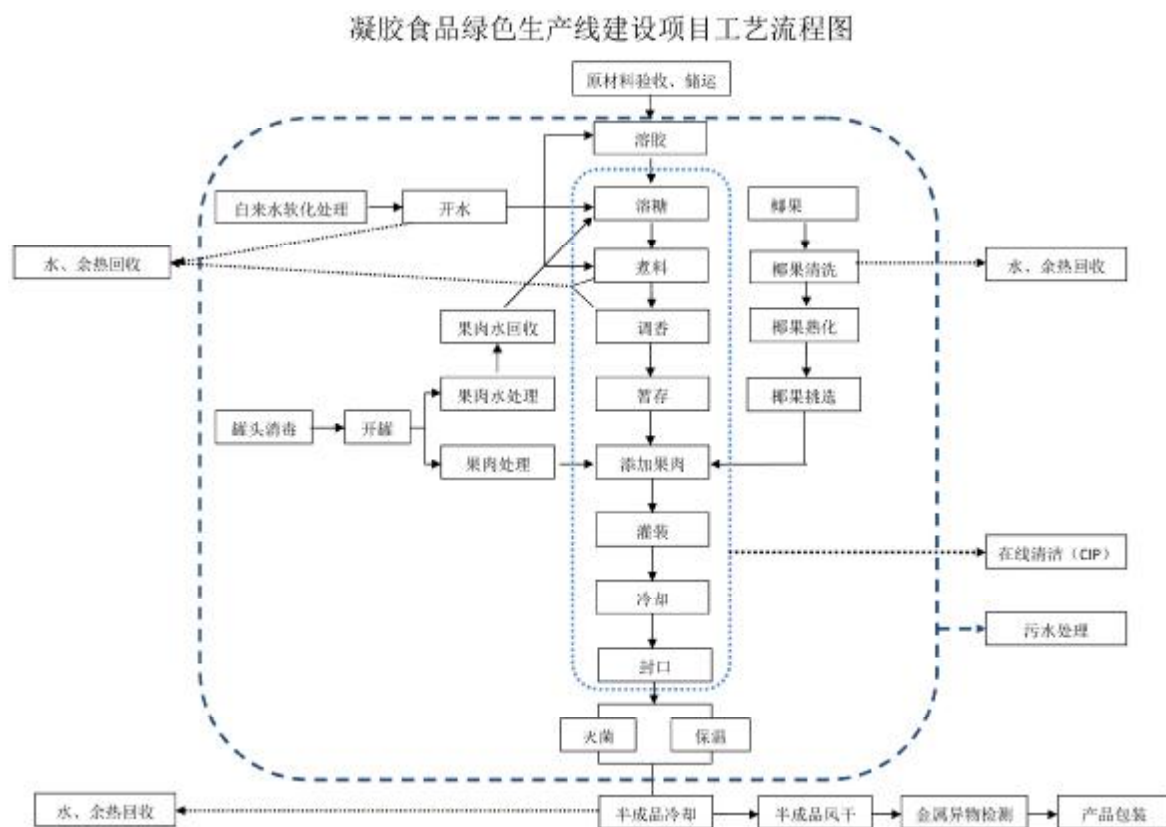 凝胶食品绿色生产线建设项目工艺流程图
原材料验收、储运
溶胶
自来水软化处理
开水
溶糖
椰果
水、余热回收
煮料
椰果清洗
水、余热回收
果肉水回收
调香
椰果熟化
果肉水处理
暂存
椰果挑选
罐头消毒
开罐
果肉处理
添加果肉
灌装
在线清洁（CIP）
冷却
污水处理
封口
灭菌
保温
水、余热回收
半成品冷却
半成品风干
金属异物检测
产品包装